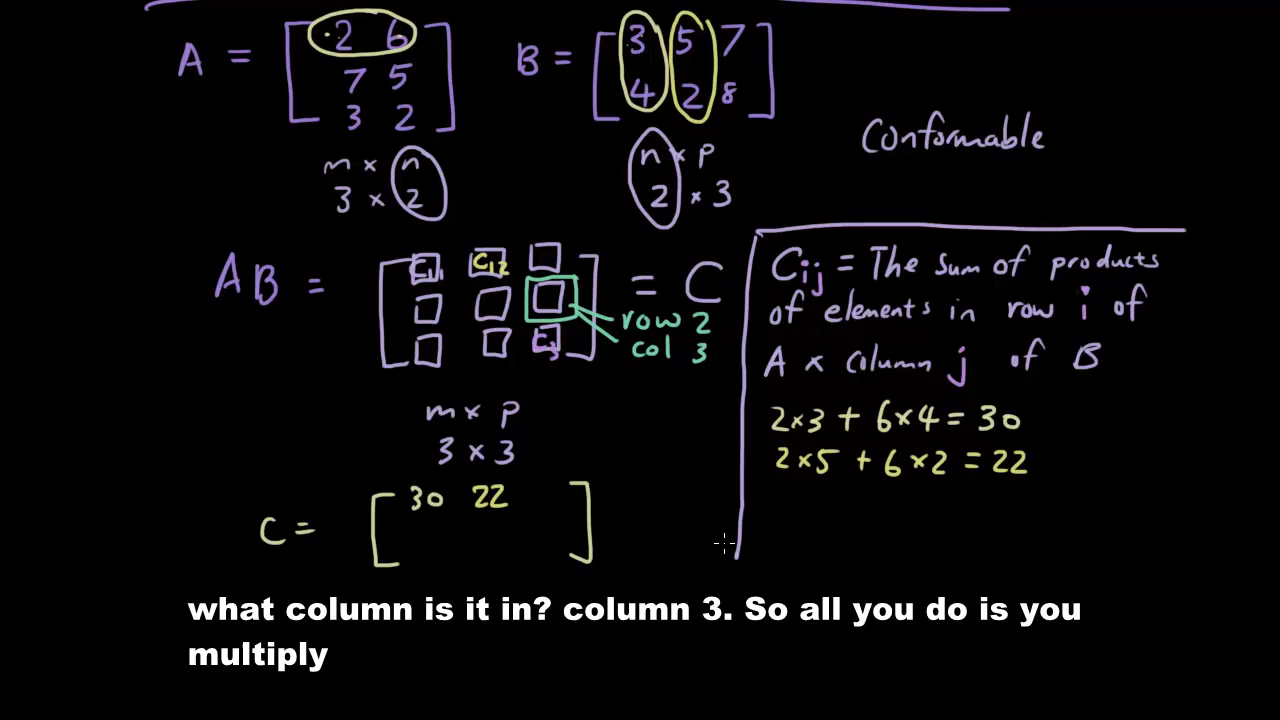 A = [ 2 6 B = [ 3 5 7
7 5 4 2 8
3 2 ] ]
Conformable
m × n n × p
3 × 2 2 × 3
AB = [ C11 C12 ] = C
row 2
col 3
Cij = The sum of products
of elements in row i of
A × column j of B
m × p
3 × 3
2×3 + 6×4 = 30
2×5 + 6×2 = 22
C = [ 30 22 ]
what column is it in? column 3. So all you do is you
multiply